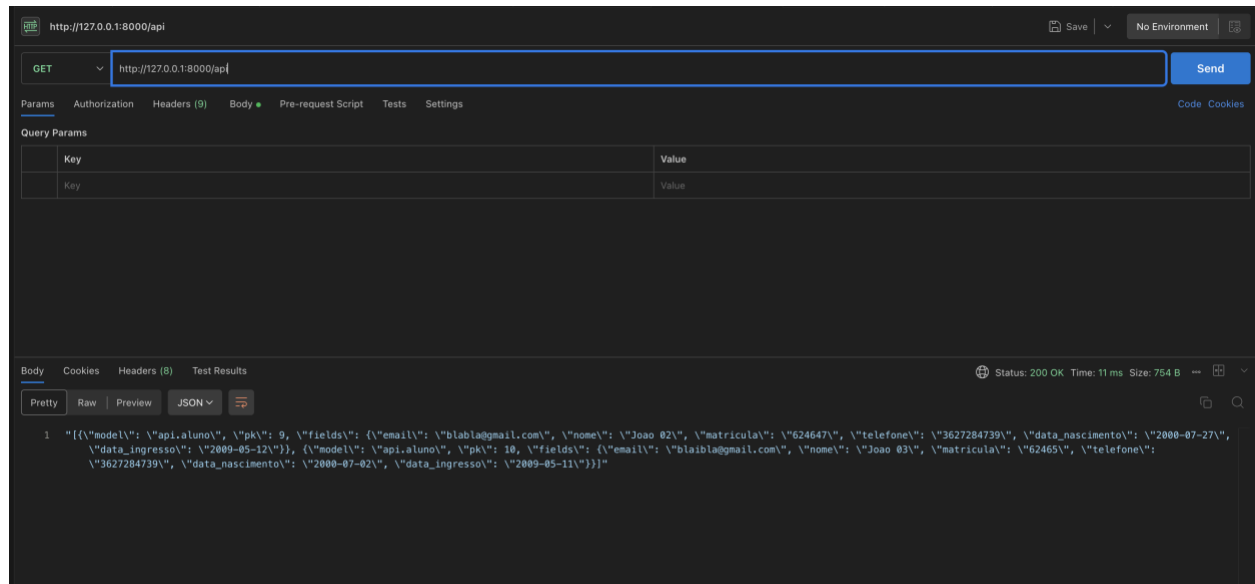 HTTP http://127.0.0.1:8000/api
Save
No Environment
GET
http://127.0.0.1:8000/api
Send
Params Authorization Headers (9) Body Pre-request Script Tests Settings
Code Cookies
Query Params
Key Value
Key Value
Body Cookies Headers (8) Test Results
Status: 200 OK Time: 11 ms Size: 754 B
Pretty Raw Preview JSON
1 "[{\"model\": \"api.aluno\", \"pk\": 9, \"fields\": {\"email\": \"blabla@gmail.com\", \"nome\": \"Joao 02\", \"matricula\": \"624647\", \"telefone\": \"3627284739\", \"data_nascimento\": \"2000-07-27\",
\"data_ingresso\": \"2009-05-12\"}}, {\"model\": \"api.aluno\", \"pk\": 10, \"fields\": {\"email\": \"blaibla@gmail.com\", \"nome\": \"Joao 03\", \"matricula\": \"62465\", \"telefone\":
\"3627284739\", \"data_nascimento\": \"2000-07-02\", \"data_ingresso\": \"2009-05-11\"}}]"